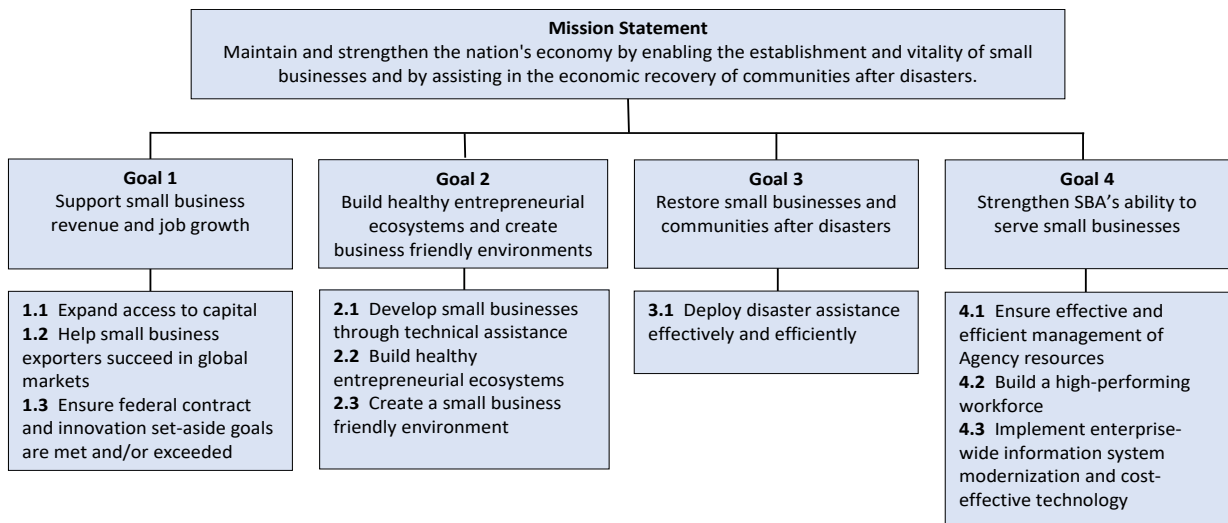 Mission Statement
Maintain and strengthen the nation's economy by enabling the establishment and vitality of small
businesses and by assisting in the economic recovery of communities after disasters.
Goal 1
Support small business
revenue and job growth
Goal 2
Build healthy entrepreneurial
ecosystems and create
business friendly environments
Goal 3
Restore small businesses and
communities after disasters
Goal 4
Strengthen SBA’s ability to
serve small businesses
1.1 Expand access to capital
1.2 Help small business
exporters succeed in global
markets
1.3 Ensure federal contract
and innovation set-aside goals
are met and/or exceeded
2.1 Develop small businesses
through technical assistance
2.2 Build healthy
entrepreneurial ecosystems
2.3 Create a small business
friendly environment
3.1 Deploy disaster assistance
effectively and efficiently
4.1 Ensure effective and
efficient management of
Agency resources
4.2 Build a high-performing
workforce
4.3 Implement enterprise-
wide information system
modernization and cost-
effective technology